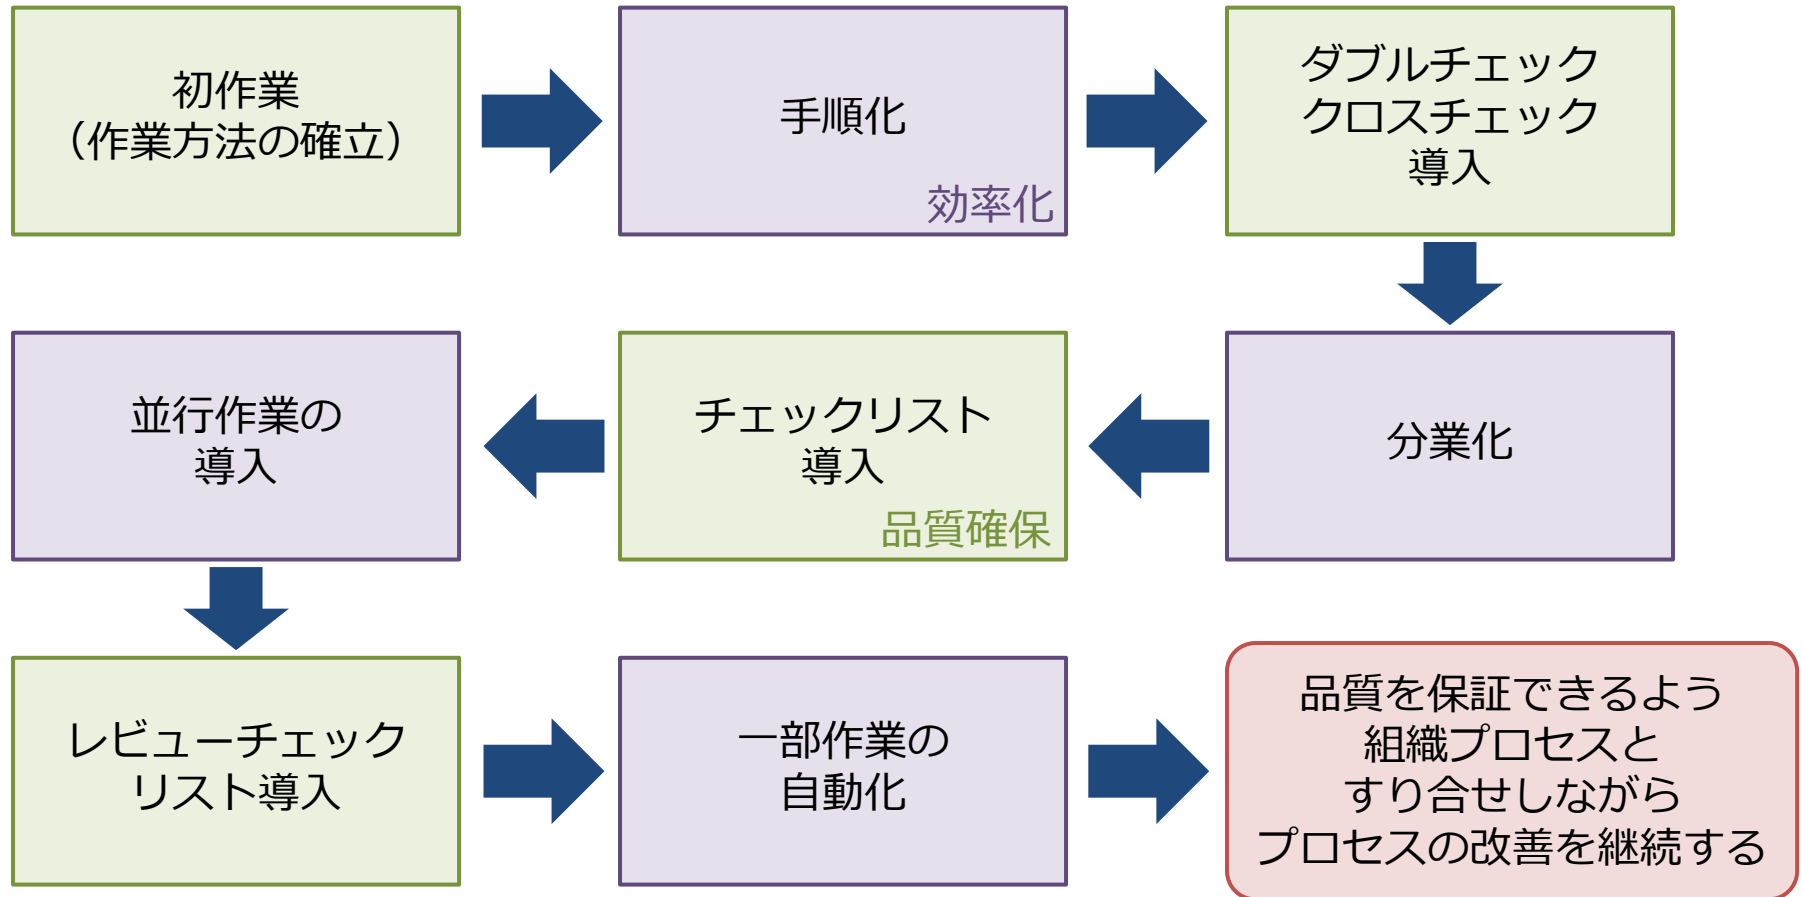 初作業
（作業方法の確立）
手順化
効率化
ダブルチェック
クロスチェック
導入
分業化
チェックリスト
導入
品質確保
並行作業の
導入
レビューチェック
リスト導入
一部作業の
自動化
品質を保証できるよう
組織プロセスと
すり合せしながら
プロセスの改善を継続する